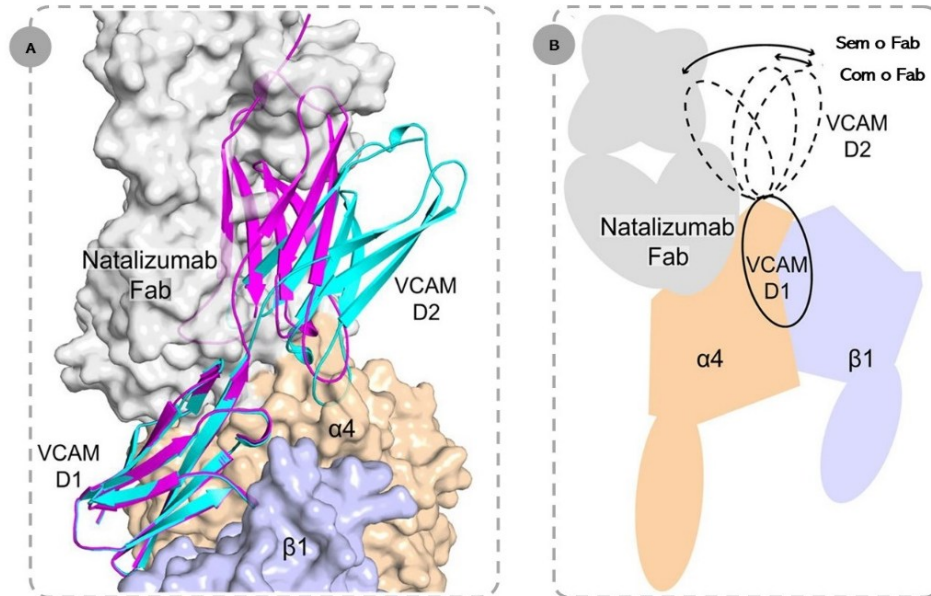 A
Natalizumab
Fab
VCAM
D2
α4
VCAM
D1
β1
B
Sem o Fab
Com o Fab
VCAM
D2
Natalizumab
Fab
VCAM
D1
α4
β1